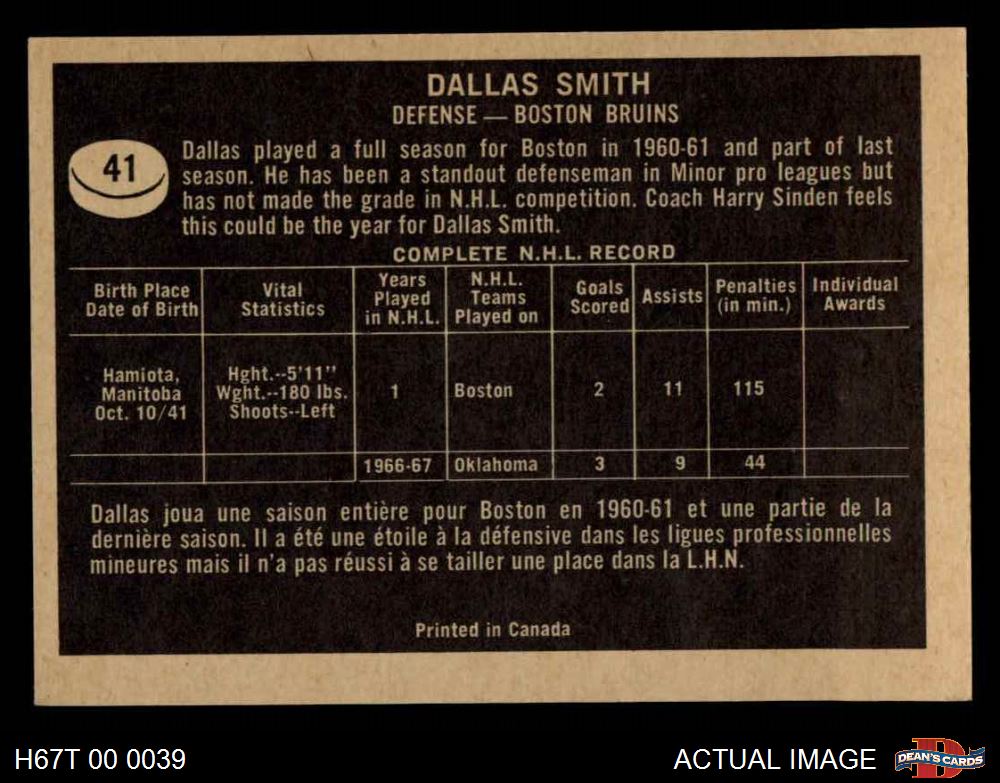 DALLAS SMITH
DEFENSE — BOSTON BRUINS
41
Dallas played a full season for Boston in 1960-61 and part of last
season. He has been a standout defenseman in Minor pro leagues but
has not made the grade in N.H.L. competition. Coach Harry Sinden feels
this could be the year for Dallas Smith.
COMPLETE N.H.L. RECORD
Birth Place
Date of Birth
Vital
Statistics
Years
Played
in N.H.L.
N.H.L.
Teams
Played on
Goals
Scored
Assists
Penalties
(in min.)
Individual
Awards
Hamiota,
Manitoba
Oct. 10/41
Hght.--5'11"
Wght.--180 lbs.
Shoots--Left
1
Boston
2
11
115
1966-67
Oklahoma
3
9
44
Dallas joua une saison entière pour Boston en 1960-61 et une partie de la
dernière saison. Il a été une étoile à la défensive dans les ligues professionnelles
mineures mais il n'a pas réussi à se tailler une place dans la L.H.N.
Printed in Canada
H67T 00 0039
ACTUAL IMAGE
D
DEAN'S CARDS